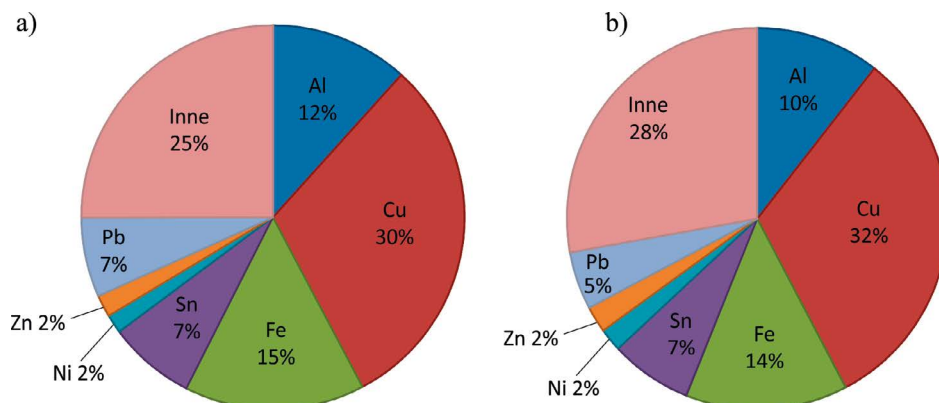 a)
Al
12%
Cu
30%
Fe
15%
Sn
7%
Ni 2%
Zn 2%
Pb
7%
Inne
25%
b)
Al
10%
Cu
32%
Fe
14%
Sn
7%
Ni 2%
Zn 2%
Pb
5%
Inne
28%